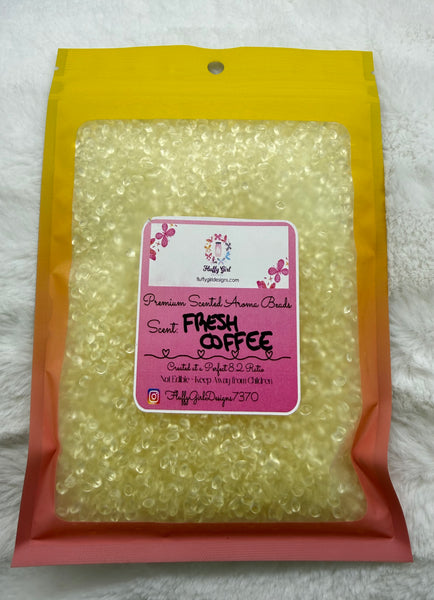 Fluffy Girl
fluffygirldesigns.com
Premium Scented Aroma Beads
Scent: FRESH
COFFEE
Created at a Perfect 8:2 Ratio
Not Edible - Keep Away from Children
FluffyGirlDesigns7370